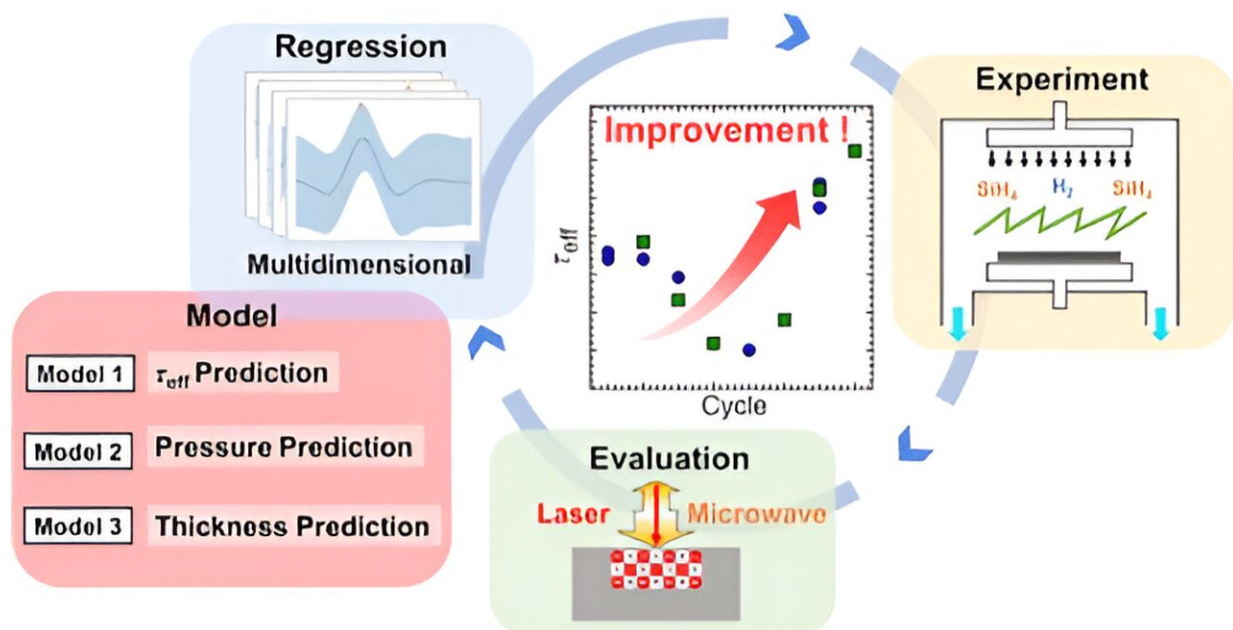 Regression
Multidimensional
Model
Model 1
τeff Prediction
Model 2
Pressure Prediction
Model 3
Thickness Prediction
Improvement !
τeff
Cycle
Experiment
SiH₄ H₂ SiH₄
Evaluation
Laser Microwave